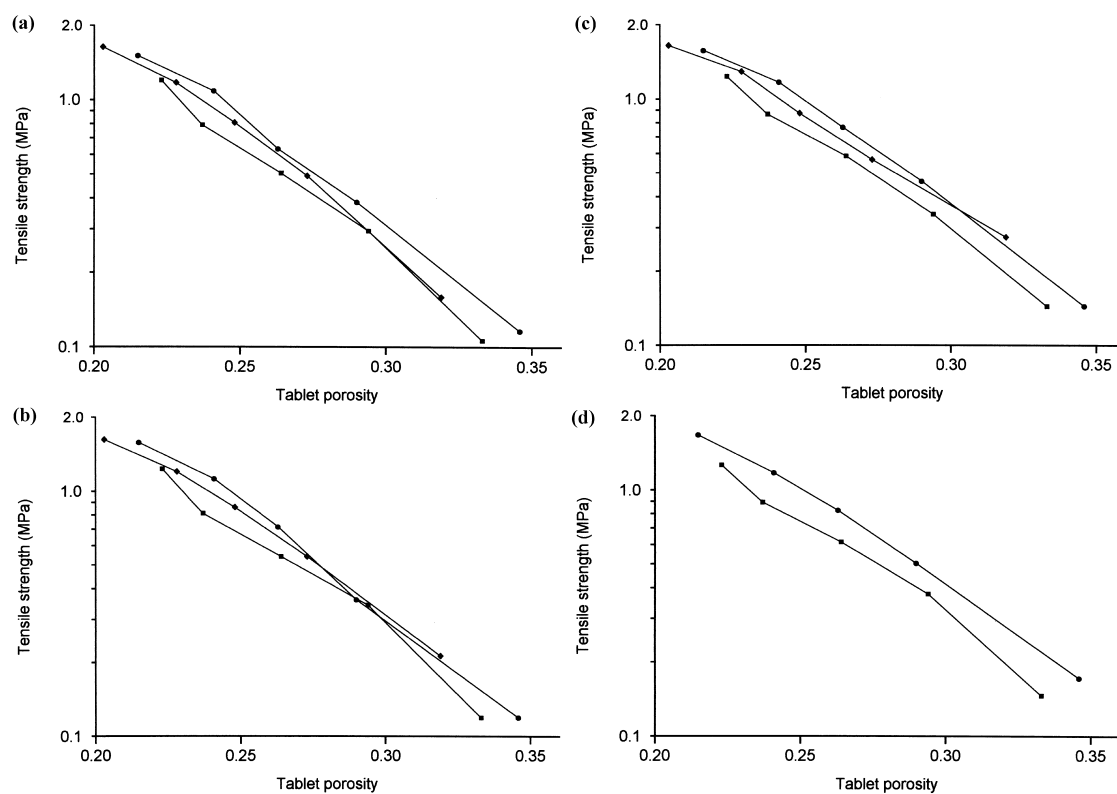 (a)
2.0
1.0
0.1
Tensile strength (MPa)
0.20 0.25 0.30 0.35
Tablet porosity
(c)
2.0
1.0
0.1
Tensile strength (MPa)
0.20 0.25 0.30 0.35
Tablet porosity
(b)
2.0
1.0
0.1
Tensile strength (MPa)
0.20 0.25 0.30 0.35
Tablet porosity
(d)
2.0
1.0
0.1
Tensile strength (MPa)
0.20 0.25 0.30 0.35
Tablet porosity